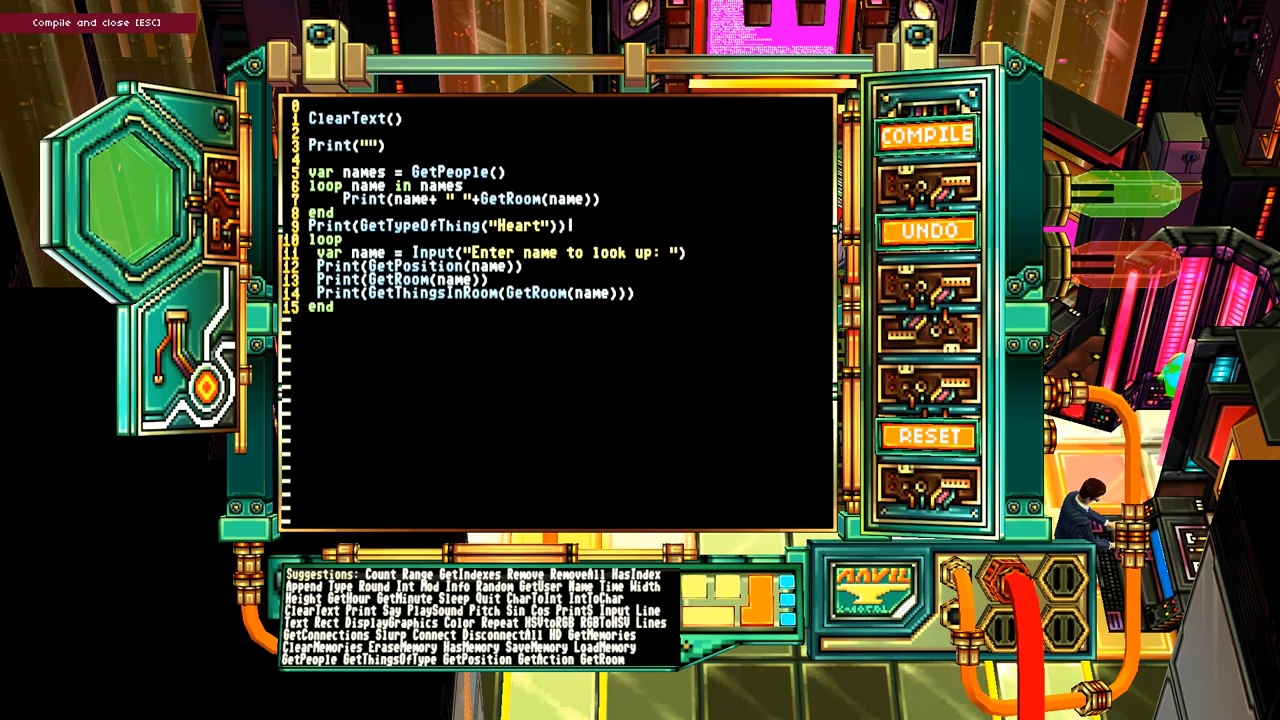 Compile and close [ESC]
0
1 ClearText()
2
3 Print("")
4
5 var names = GetPeople()
6 loop name in names
7 Print(name+ " "+GetRoom(name))
8 end
9 Print(GetTypeOfThing("Heart"))
10 loop
11 var name = Input("Enter name to look up: ")
12 Print(GetPosition(name))
13 Print(GetRoom(name))
14 Print(GetThingsInRoom(GetRoom(name)))
15 end
COMPILE
UNDO
RESET
Suggestions: Count Range GetIndexes Remove RemoveAll HasIndex
Append Type Round Int Mod Info Random GetUser Name Time Width
Height GetHour GetMinute Sleep Quit CharToInt IntToChar
ClearText Print Say PlaySound Pitch Sin Cos PrintS Input Line
Text Rect DisplayGraphics Color Repeat HSVtoRGB RGBToHSV Lines
GetConnections Slurp Connect DisconnectAll HD GetMemories
ClearMemories EraseMemory HasMemory SaveMemory LoadMemory
GetPeople GetThingsOfType GetPosition GetAction GetRoom
ANVIL